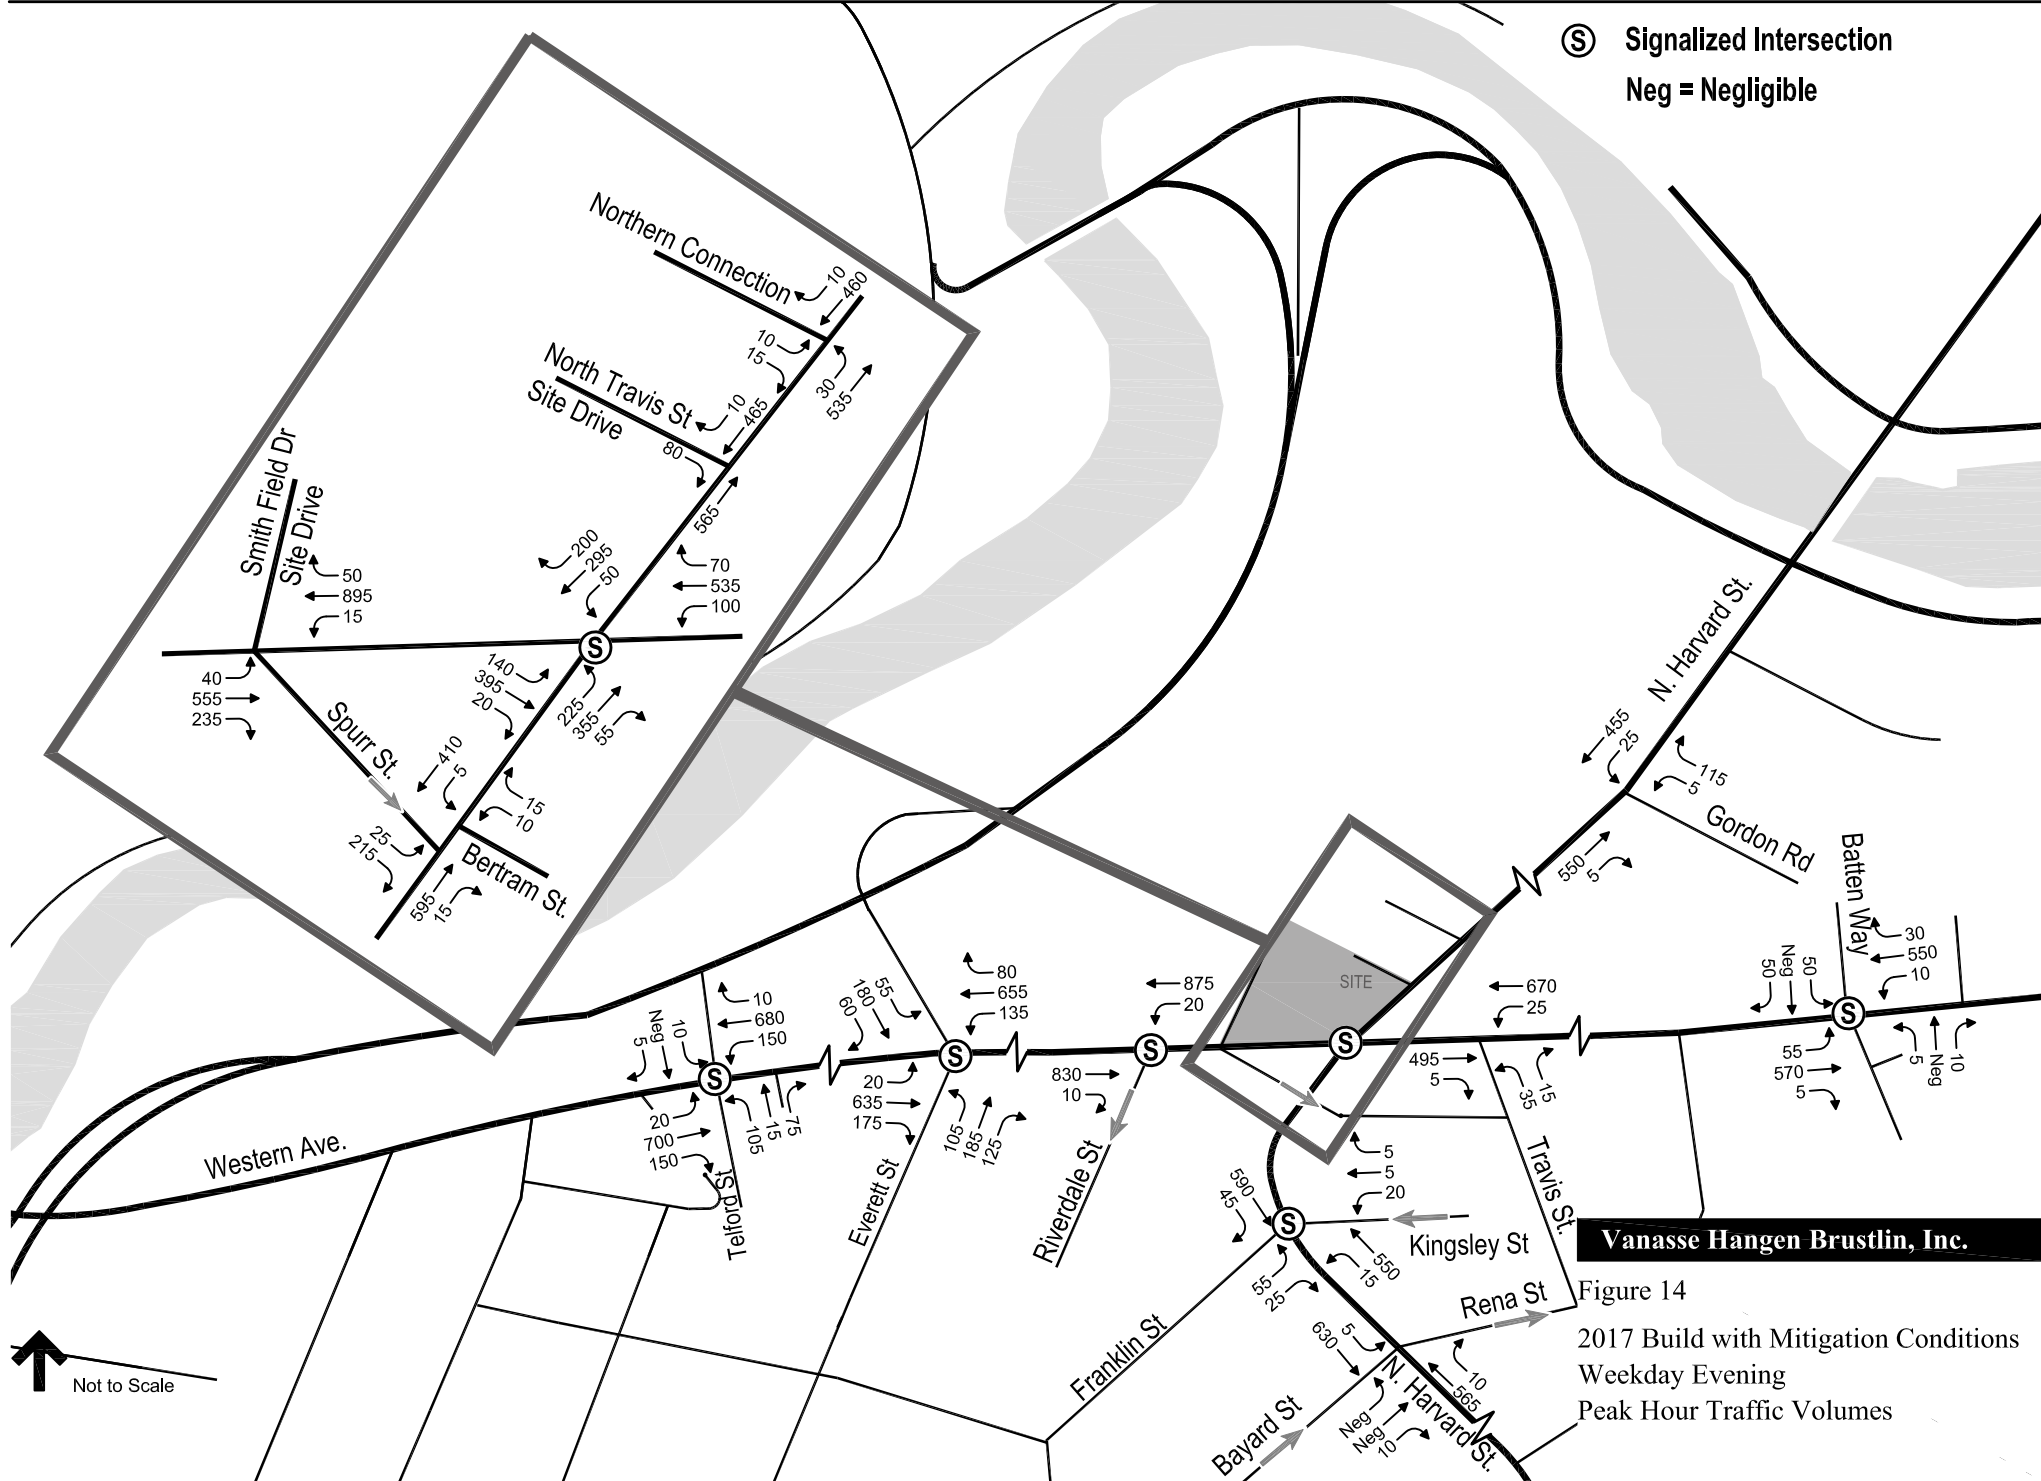 Ⓢ Signalized Intersection
Neg = Negligible
Northern Connection
10
460
10
15
30
535
North Travis St
Site Drive
10
465
80
565
Smith Field Dr
Site Drive
50
895
15
200
295
50
70
535
100
S
40
555
235
140
395
20
225
355
55
Spurr St.
410
5
15
10
25
215
595
15
Bertram St.
N. Harvard St.
455
25
115
5
Gordon Rd
550
5
Batten Way
30
550
10
50
Neg
50
S
55
570
5
5
Neg
10
SITE
670
25
S
495
5
35
15
Travis St.
875
20
S
830
10
Riverdale St
80
655
135
55
180
60
S
20
635
175
105
185
125
Everett St
10
680
150
10
Neg
5
S
20
700
150
105
15
75
Telford St
Western Ave.
5
5
20
590
45
S
Kingsley St
550
15
55
25
Franklin St
Rena St
5
630
10
565
Neg
Neg
10
Bayard St
N. Harvard St.
Not to Scale
Vanasse Hangen Brustlin, Inc.
Figure 14
2017 Build with Mitigation Conditions
Weekday Evening
Peak Hour Traffic Volumes